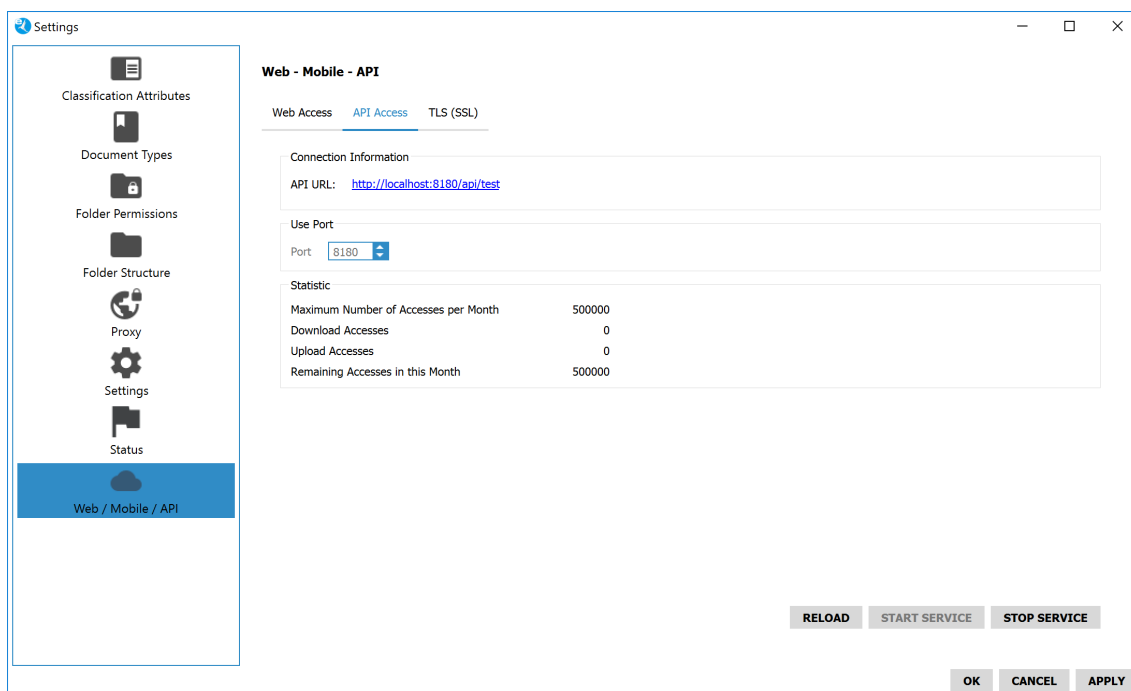 Settings
Classification Attributes
Document Types
Folder Permissions
Folder Structure
Proxy
Settings
Status
Web / Mobile / API
Web - Mobile - API
Web Access API Access TLS (SSL)
Connection Information
API URL: http://localhost:8180/api/test
Use Port
Port 8180
Statistic
Maximum Number of Accesses per Month 500000
Download Accesses 0
Upload Accesses 0
Remaining Accesses in this Month 500000
RELOAD START SERVICE STOP SERVICE
OK CANCEL APPLY